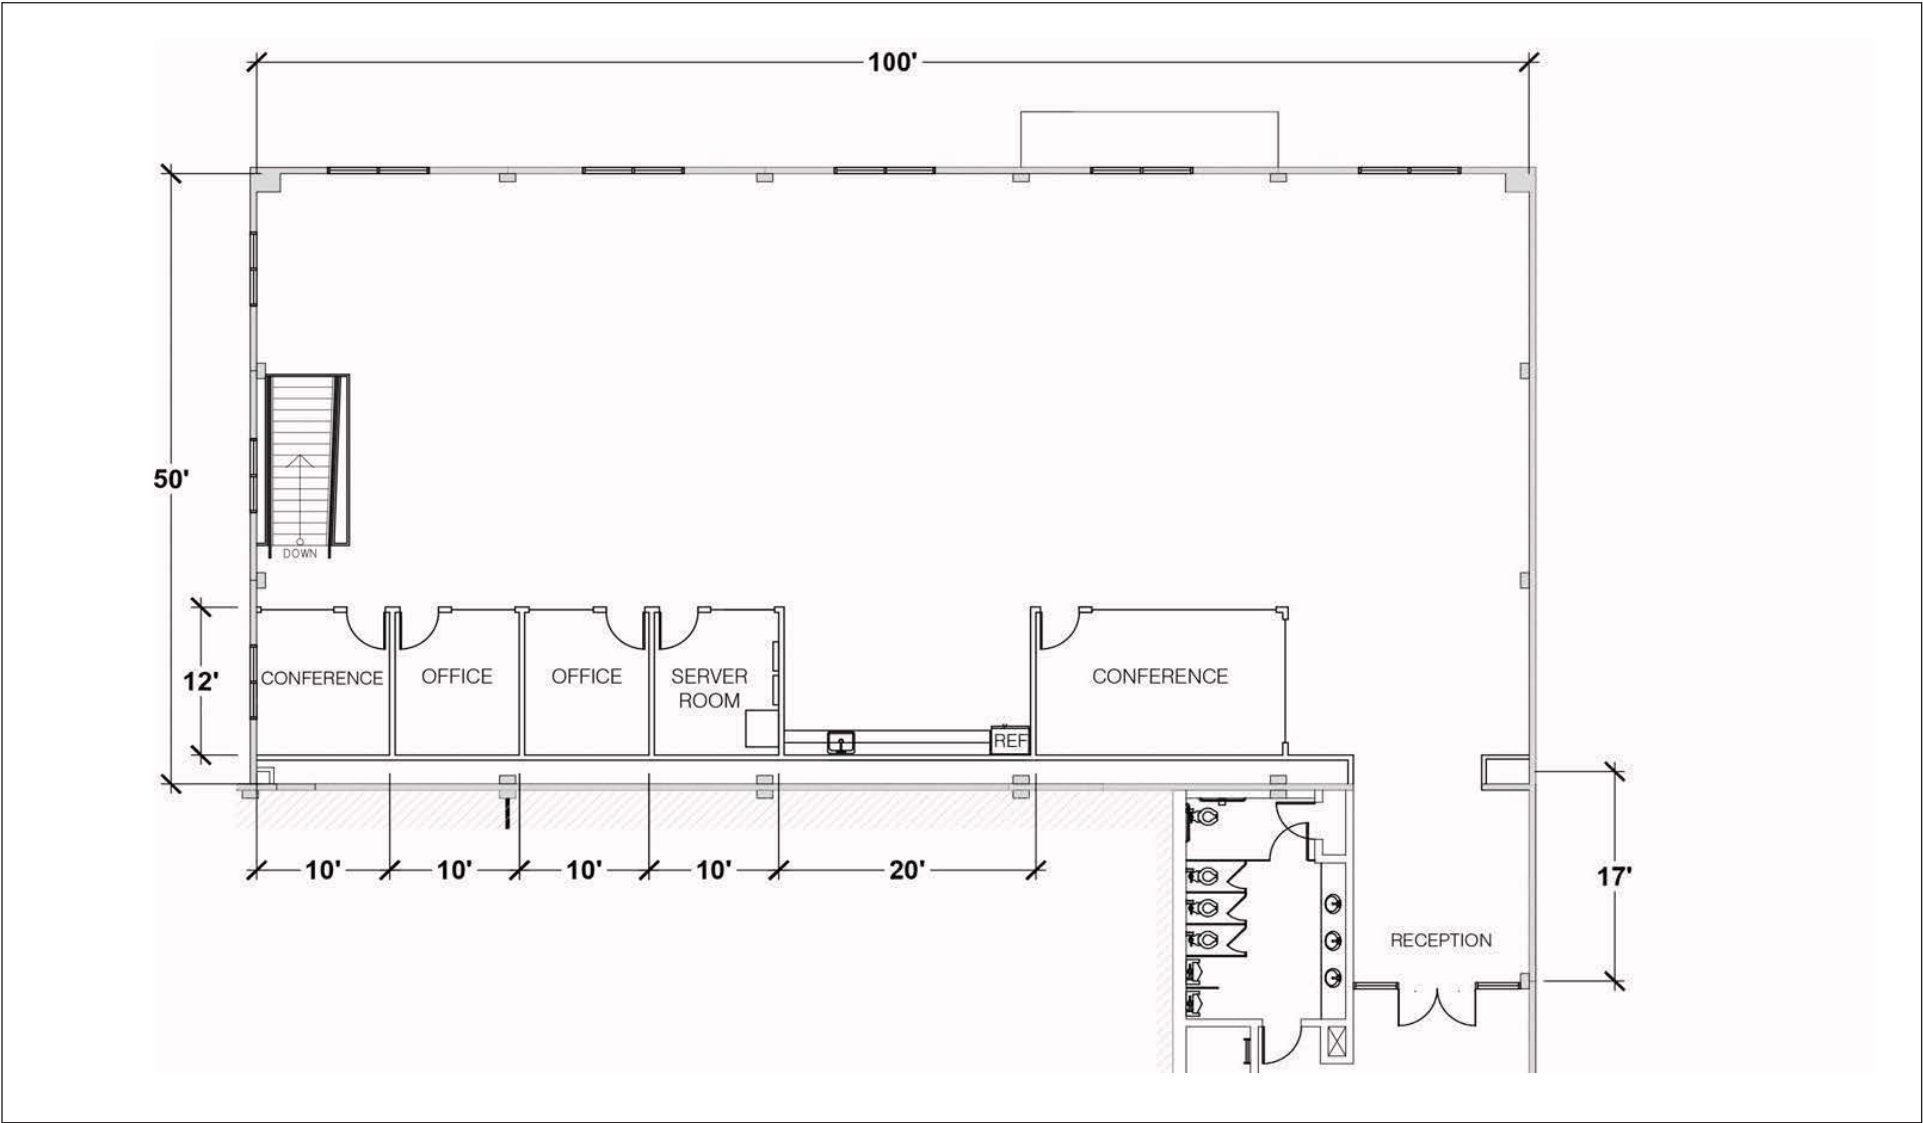 100'
50'
DOWN
12'
CONFERENCE
OFFICE
OFFICE
SERVER
ROOM
REF
CONFERENCE
10'
10'
10'
10'
20'
17'
RECEPTION